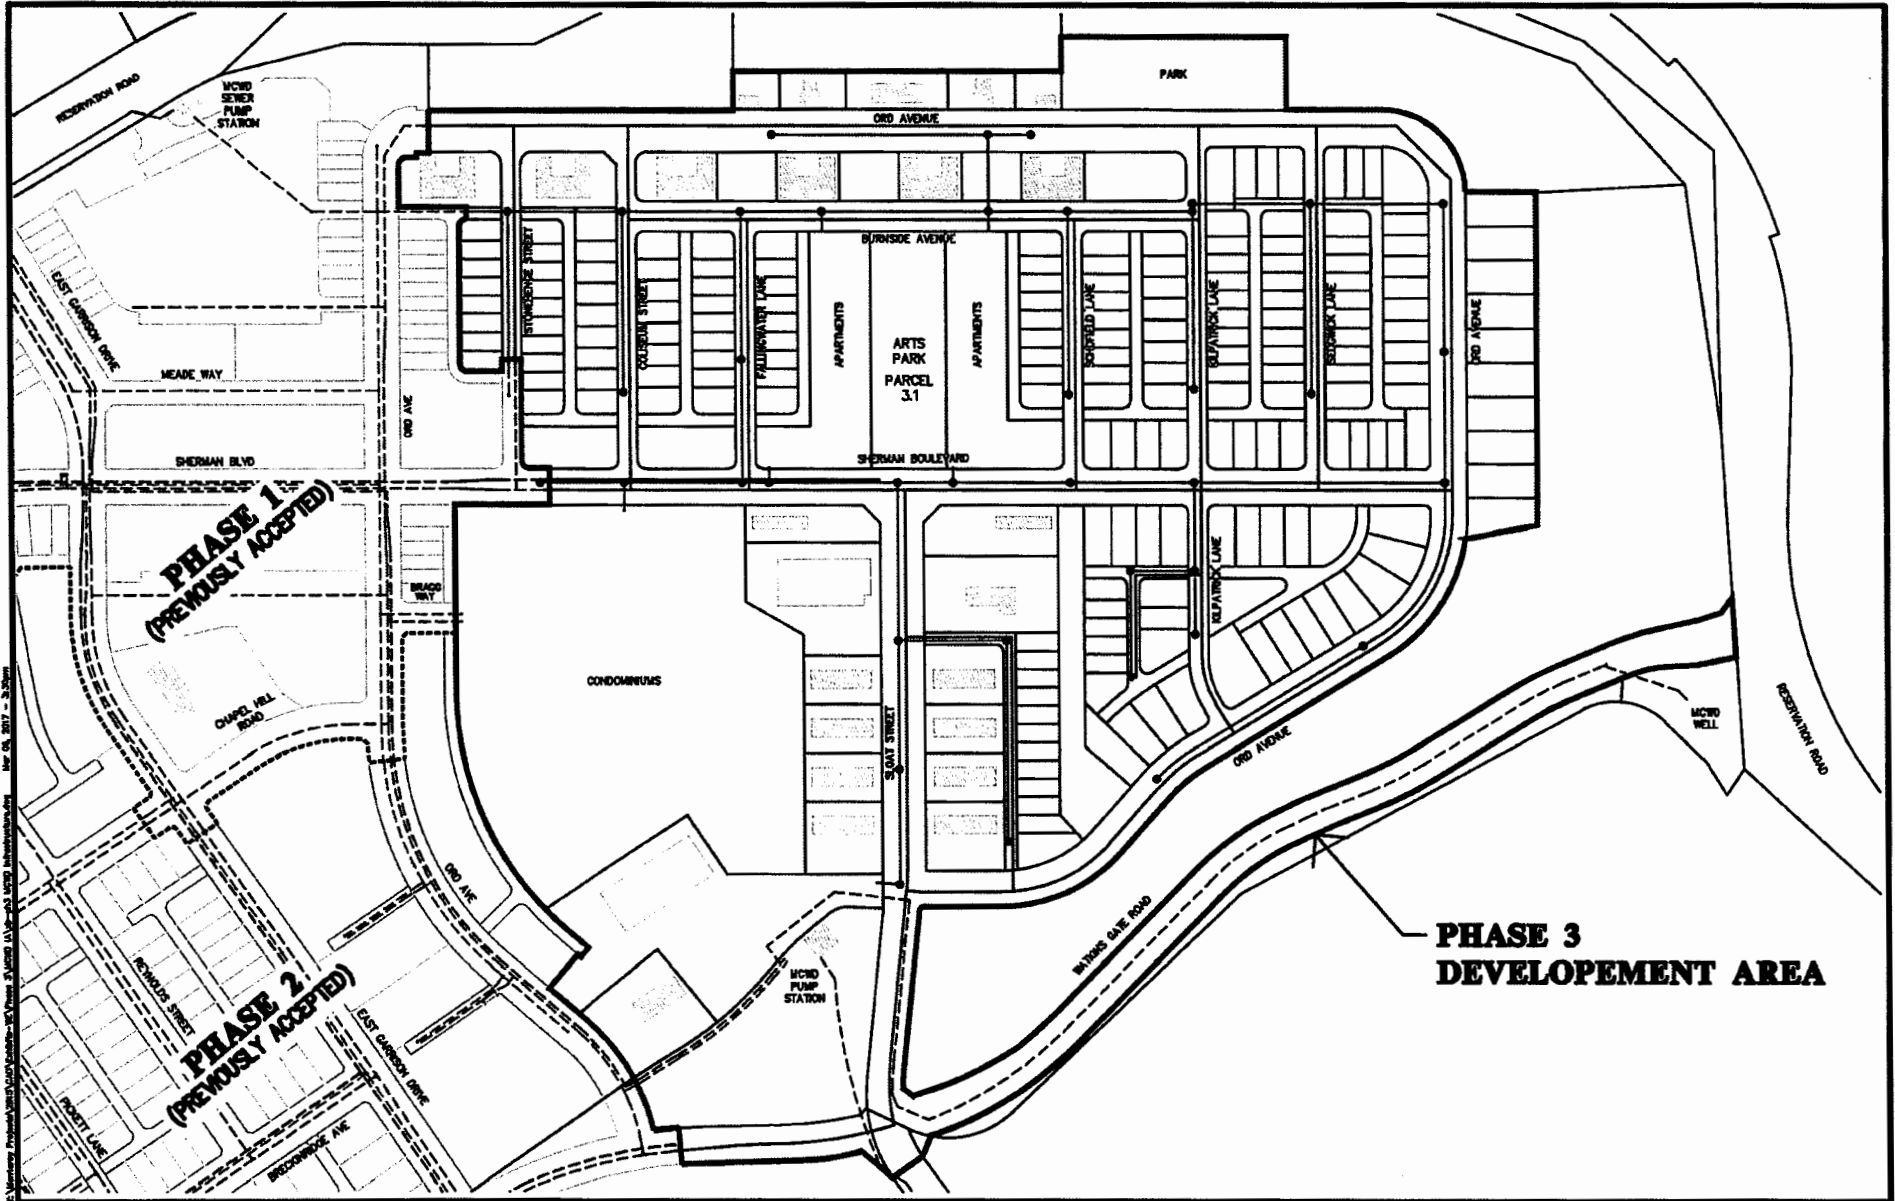 RESERVATION ROAD
MCWD
SEWER
PUMP
STATION
PARK
ORD AVENUE
BURNSIDE AVENUE
STONEHENGE STREET
COLISEUM STREET
FALLINGWATER LANE
APARTMENTS
ARTS
PARK
PARCEL
3.1
APARTMENTS
SCHOFIELD LANE
KILPATRICK LANE
SEDGWICK LANE
ORD AVENUE
EAST GARRISON DRIVE
MEADE WAY
ORD AVE
SHERMAN BLVD
SHERMAN BOULEVARD
PHASE 1
(PREVIOUSLY ACCEPTED)
BRAGG
WAY
KILPATRICK LANE
CONDOMINIUMS
CHAPEL HILL
ROAD
SLOAT STREET
ORD AVENUE
MCWD
WELL
RESERVATION ROAD
ORD AVE
WATKINS GATE ROAD
PHASE 3
DEVELOPEMENT AREA
MCWD
PUMP
STATION
REYNOLDS STREET
PHASE 2
(PREVIOUSLY ACCEPTED)
EAST GARRISON DRIVE
PICKETT LANE
BRECKINRIDGE AVE